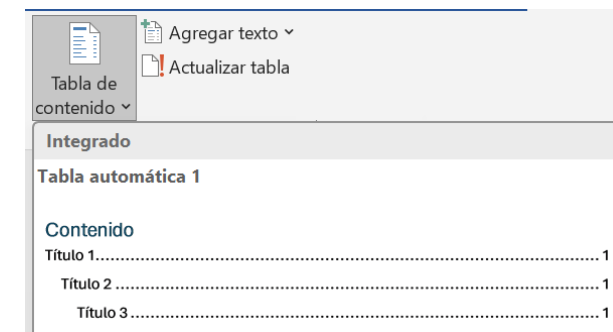 Agregar texto
Actualizar tabla
Tabla de
contenido
Integrado
Tabla automática 1
Contenido
Título 1.......................................................................................................... 1
Título 2 ...................................................................................................... 1
Título 3 ................................................................................................... 1